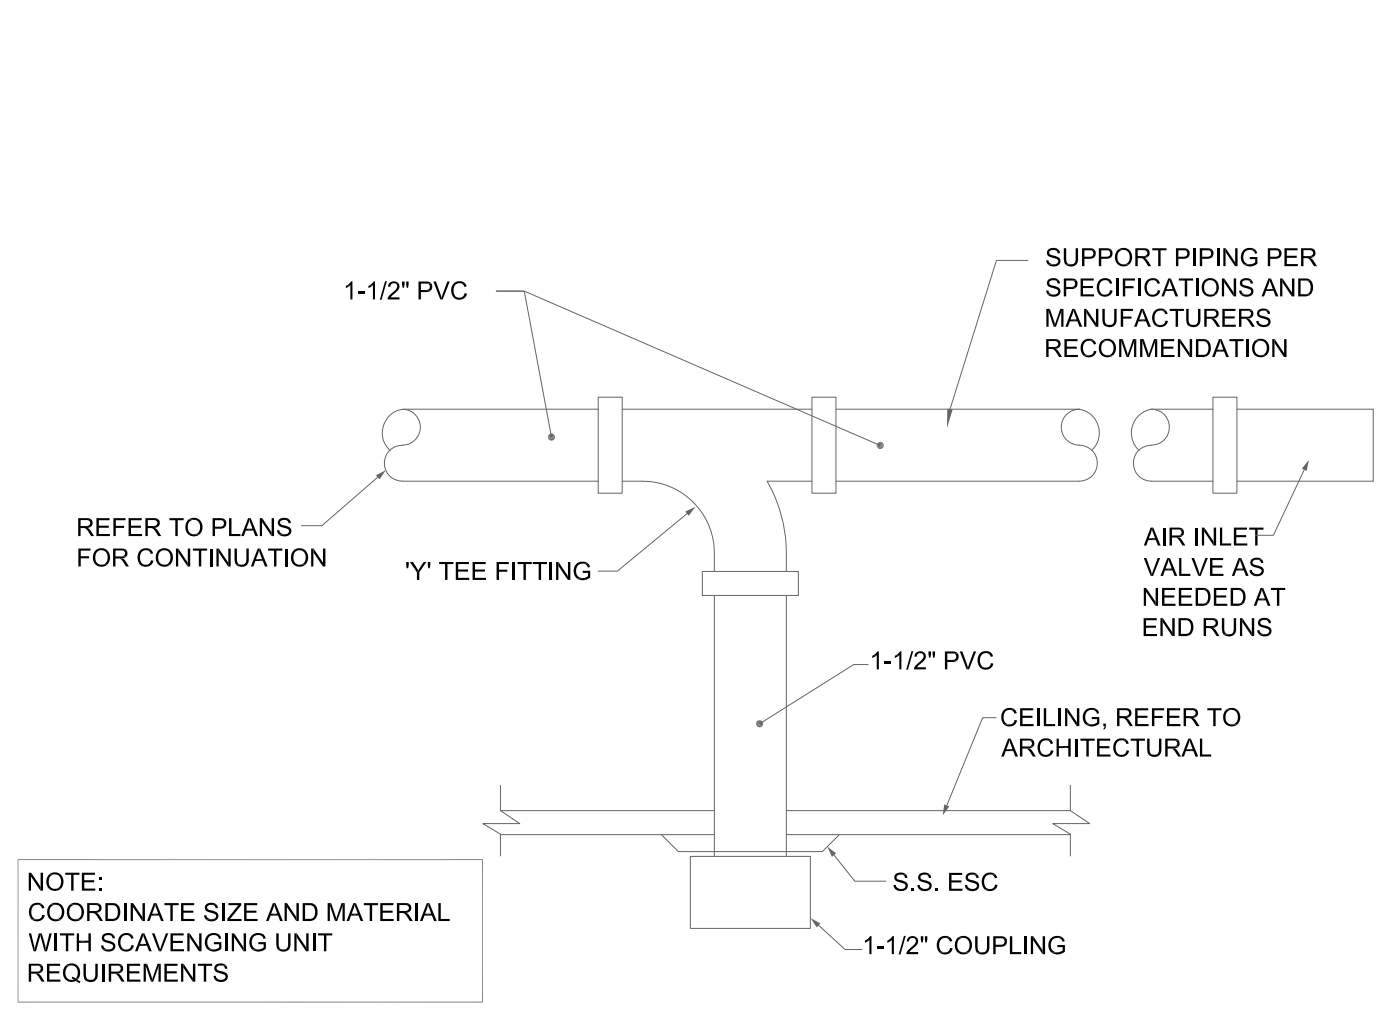 SUPPORT PIPING PER
SPECIFICATIONS AND
MANUFACTURERS
RECOMMENDATION
1-1/2" PVC
REFER TO PLANS
FOR CONTINUATION
'Y' TEE FITTING
AIR INLET
VALVE AS
NEEDED AT
END RUNS
1-1/2" PVC
CEILING, REFER TO
ARCHITECTURAL
S.S. ESC
1-1/2" COUPLING
NOTE:
COORDINATE SIZE AND MATERIAL
WITH SCAVENGING UNIT
REQUIREMENTS